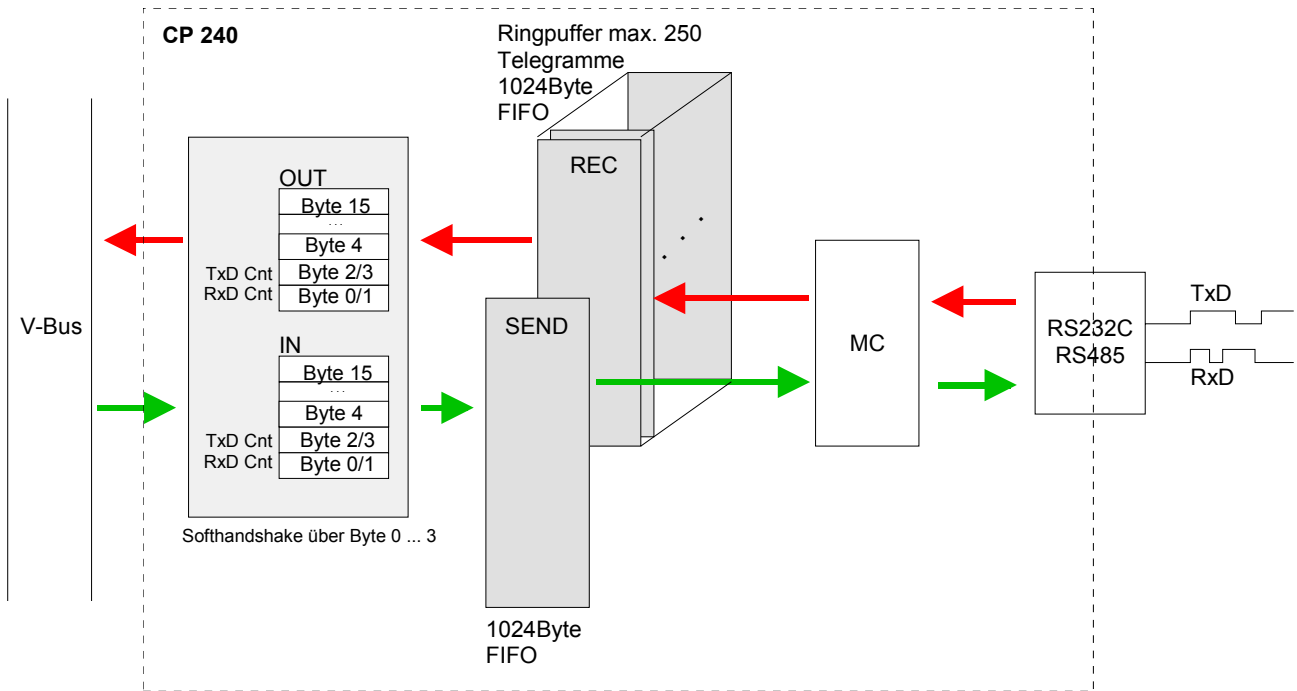 CP 240
Ringpuffer max. 250
Telegramme
1024Byte
FIFO
REC
OUT
Byte 15
...
Byte 4
TxD Cnt Byte 2/3
RxD Cnt Byte 0/1
V-Bus
SEND
MC
RS232C
RS485
TxD
RxD
IN
Byte 15
...
Byte 4
TxD Cnt Byte 2/3
RxD Cnt Byte 0/1
Softhandshake über Byte 0 ... 3
1024Byte
FIFO